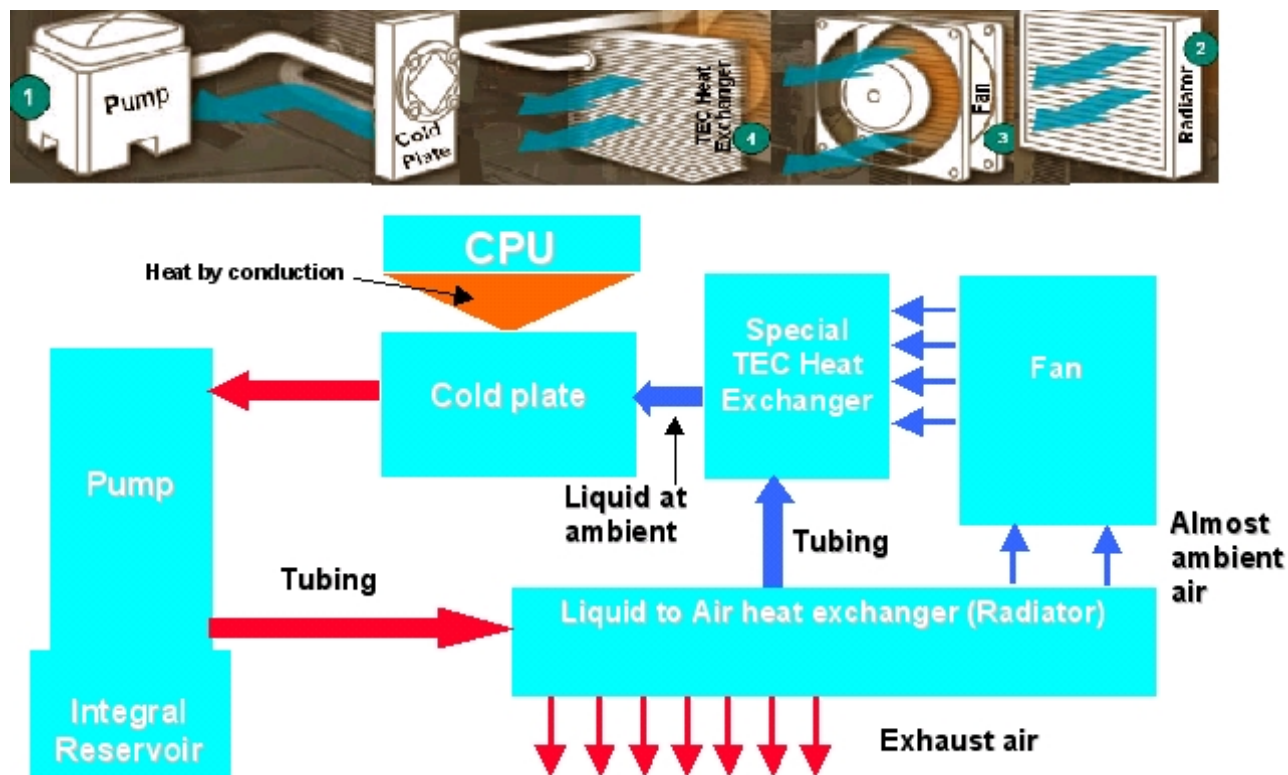 1
Pump
Cold
Plate
TEC Heat
Exchanger
4
Fan
3
Radiator
2
CPU
Heat by conduction
Special
TEC Heat
Exchanger
Fan
Cold plate
Pump
Liquid at
ambient
Tubing
Almost
ambient
air
Tubing
Liquid to Air heat exchanger (Radiator)
Integral
Reservoir
Exhaust air